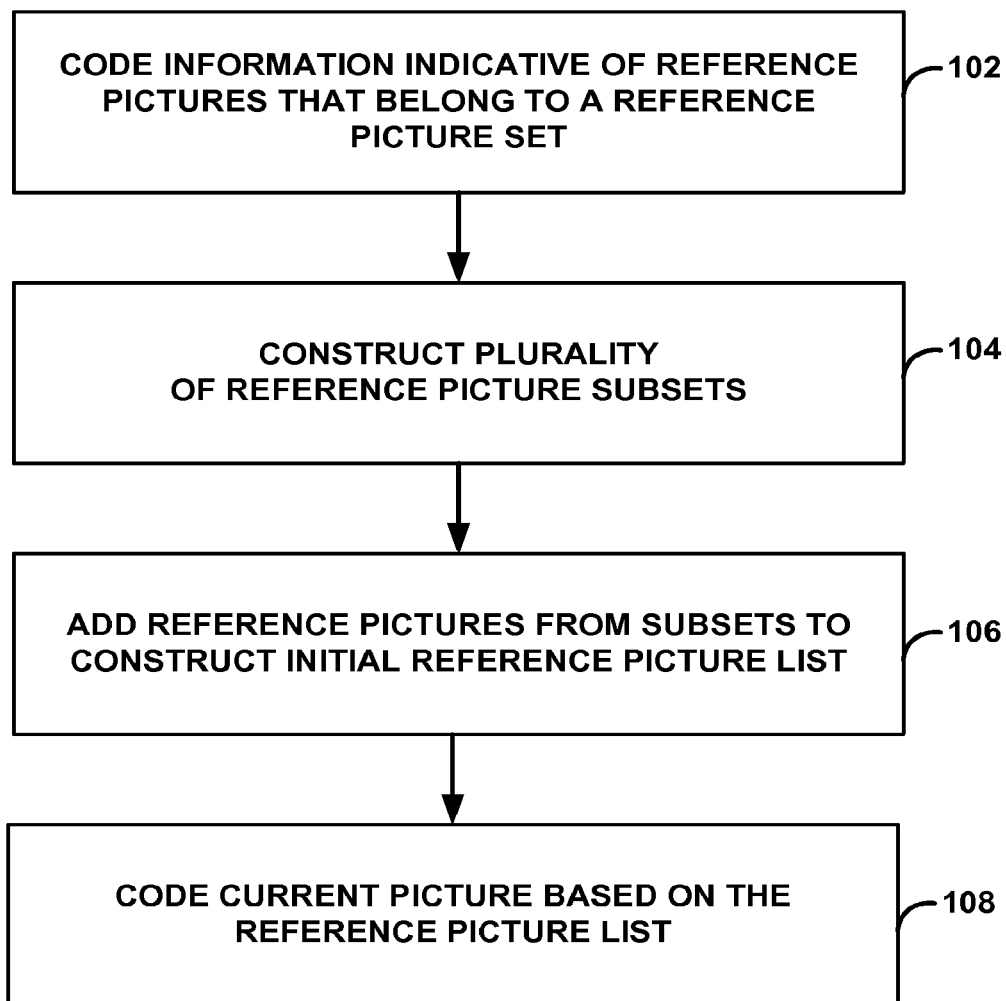 CODE INFORMATION INDICATIVE OF REFERENCE
PICTURES THAT BELONG TO A REFERENCE
PICTURE SET
102
CONSTRUCT PLURALITY
OF REFERENCE PICTURE SUBSETS
104
ADD REFERENCE PICTURES FROM SUBSETS TO
CONSTRUCT INITIAL REFERENCE PICTURE LIST
106
CODE CURRENT PICTURE BASED ON THE
REFERENCE PICTURE LIST
108